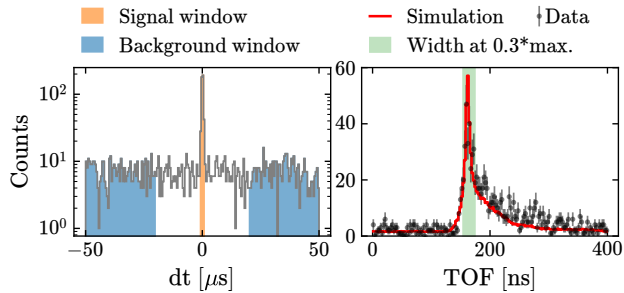 Signal window
Background window
Simulation
Data
Width at 0.3*max.
Counts
10²
10¹
10⁰
−50
0
50
dt [μs]
60
40
20
0
0
200
400
TOF [ns]